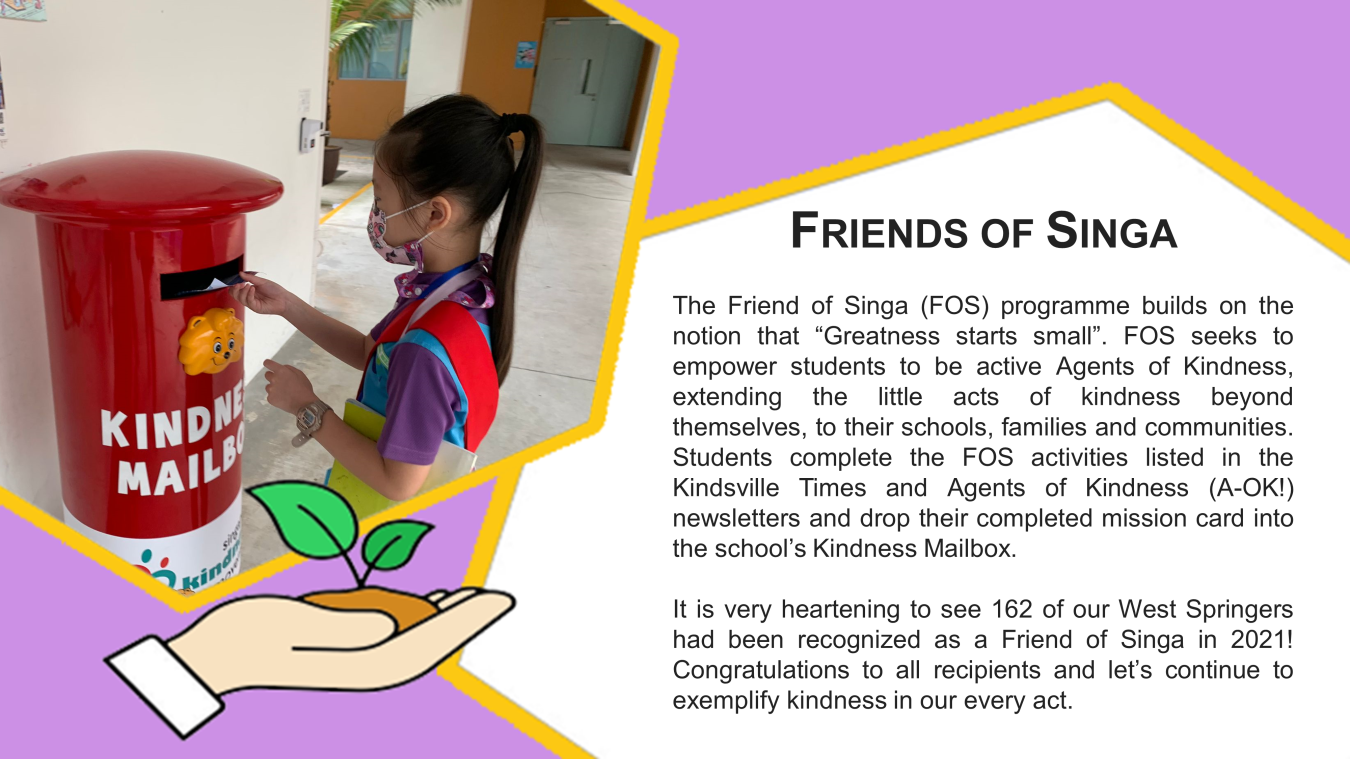 KINDNE
MAILBO
FRIENDS OF SINGA
The Friend of Singa (FOS) programme builds on the
notion that “Greatness starts small”. FOS seeks to
empower students to be active Agents of Kindness,
extending the little acts of kindness beyond
themselves, to their schools, families and communities.
Students complete the FOS activities listed in the
Kindsville Times and Agents of Kindness (A-OK!)
newsletters and drop their completed mission card into
the school’s Kindness Mailbox.
It is very heartening to see 162 of our West Springers
had been recognized as a Friend of Singa in 2021!
Congratulations to all recipients and let’s continue to
exemplify kindness in our every act.